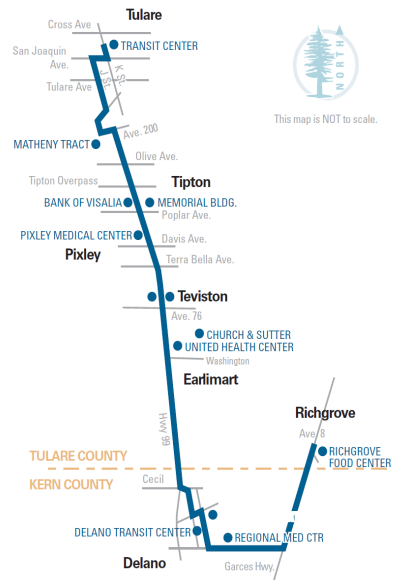 Tulare
Cross Ave
TRANSIT CENTER
San Joaquin
Ave.
K St.
J St.
Tulare Ave
NORTH
This map is NOT to scale.
Ave. 200
MATHENY TRACT
Olive Ave.
Tipton Overpass
Tipton
BANK OF VISALIA
MEMORIAL BLDG.
Poplar Ave.
PIXLEY MEDICAL CENTER
Davis Ave.
Pixley
Terra Bella Ave.
Teviston
Ave. 76
CHURCH & SUTTER
UNITED HEALTH CENTER
Washington
Earlimart
Richgrove
Hwy 99
Ave. 8
TULARE COUNTY
RICHGROVE
FOOD CENTER
KERN COUNTY
Cecil
DELANO TRANSIT CENTER
REGIONAL MED CTR
Delano
Garces Hwy.